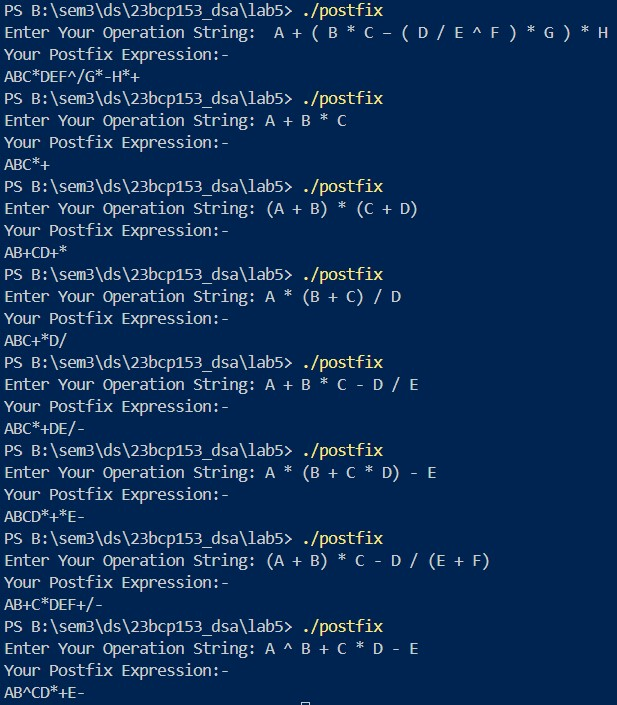 PS B:\sem3\ds\23bcp153_dsa\lab5> ./postfix
Enter Your Operation String:  A + ( B * C – ( D / E ^ F ) * G ) * H
Your Postfix Expression:-
ABC*DEF^/G*-H*+
PS B:\sem3\ds\23bcp153_dsa\lab5> ./postfix
Enter Your Operation String: A + B * C
Your Postfix Expression:-
ABC*+
PS B:\sem3\ds\23bcp153_dsa\lab5> ./postfix
Enter Your Operation String: (A + B) * (C + D)
Your Postfix Expression:-
AB+CD+*
PS B:\sem3\ds\23bcp153_dsa\lab5> ./postfix
Enter Your Operation String: A * (B + C) / D
Your Postfix Expression:-
ABC+*D/
PS B:\sem3\ds\23bcp153_dsa\lab5> ./postfix
Enter Your Operation String: A + B * C - D / E
Your Postfix Expression:-
ABC*+DE/-
PS B:\sem3\ds\23bcp153_dsa\lab5> ./postfix
Enter Your Operation String: A * (B + C * D) - E
Your Postfix Expression:-
ABCD*+*E-
PS B:\sem3\ds\23bcp153_dsa\lab5> ./postfix
Enter Your Operation String: (A + B) * C - D / (E + F)
Your Postfix Expression:-
AB+C*DEF+/-
PS B:\sem3\ds\23bcp153_dsa\lab5> ./postfix
Enter Your Operation String: A ^ B + C * D - E
Your Postfix Expression:-
AB^CD*+E-